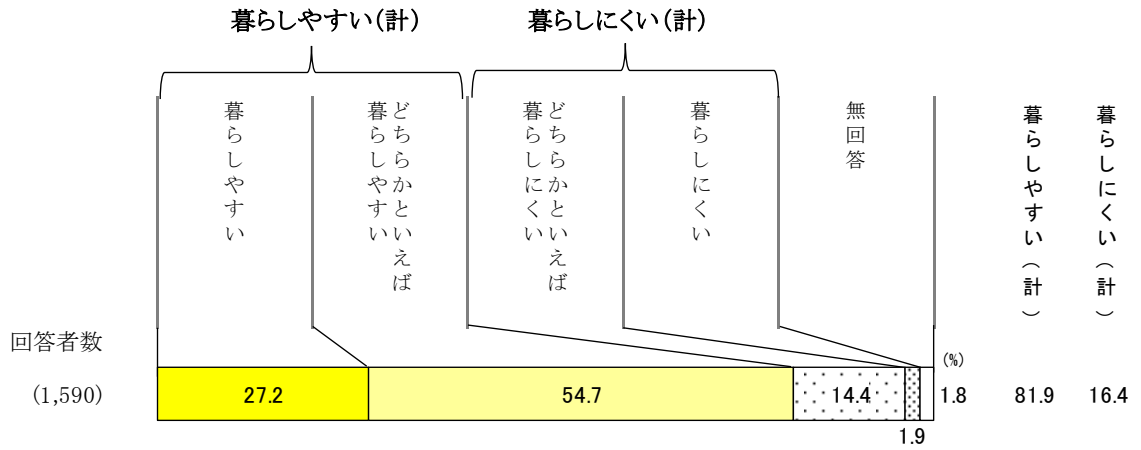 暮らしやすい(計)
暮らしにくい(計)
暮らしやすい
どちらかといえば
暮らしやすい
どちらかといえば
暮らしにくい
暮らしにくい
無回答
暮らしやすい(計)
暮らしにくい(計)
回答者数
(%)
(1,590)
27.2
54.7
14.4
1.8
81.9
16.4
1.9